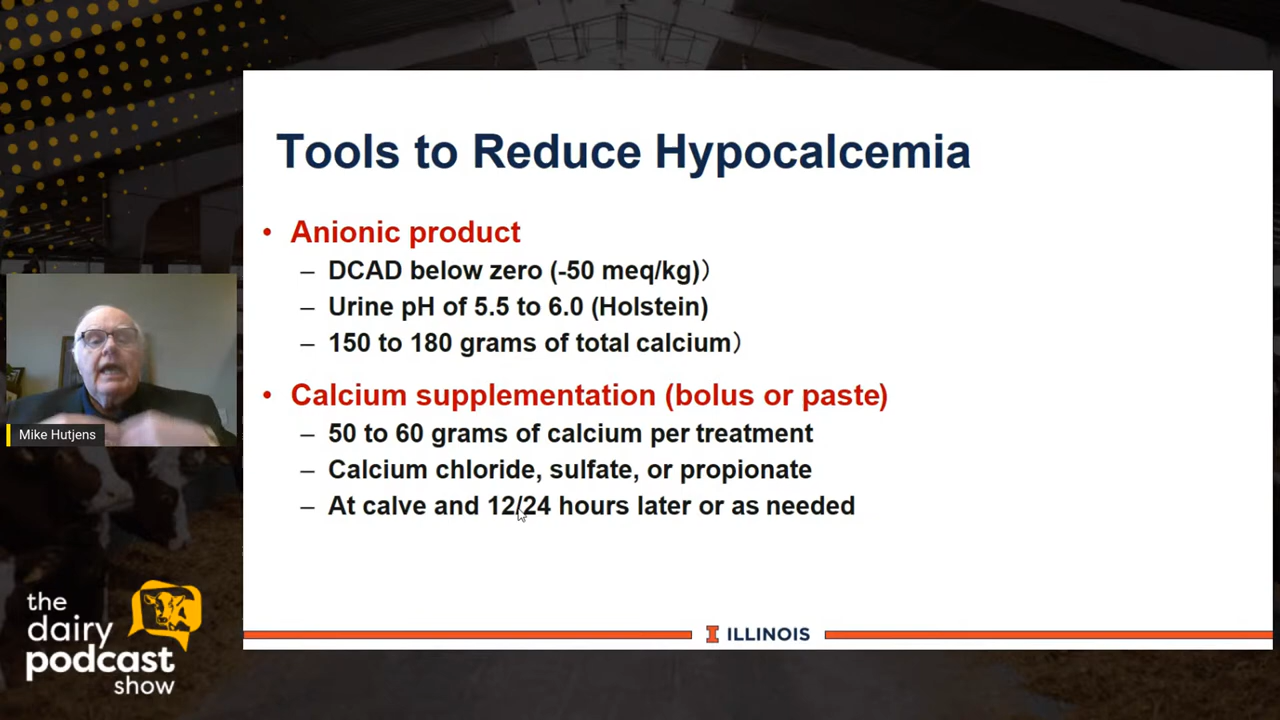 Tools to Reduce Hypocalcemia
• Anionic product
– DCAD below zero (-50 meq/kg)）
– Urine pH of 5.5 to 6.0 (Holstein)
– 150 to 180 grams of total calcium）
• Calcium supplementation (bolus or paste)
– 50 to 60 grams of calcium per treatment
– Calcium chloride, sulfate, or propionate
– At calve and 12/24 hours later or as needed
Mike Hutjens
the
dairy
podcast
show
I ILLINOIS